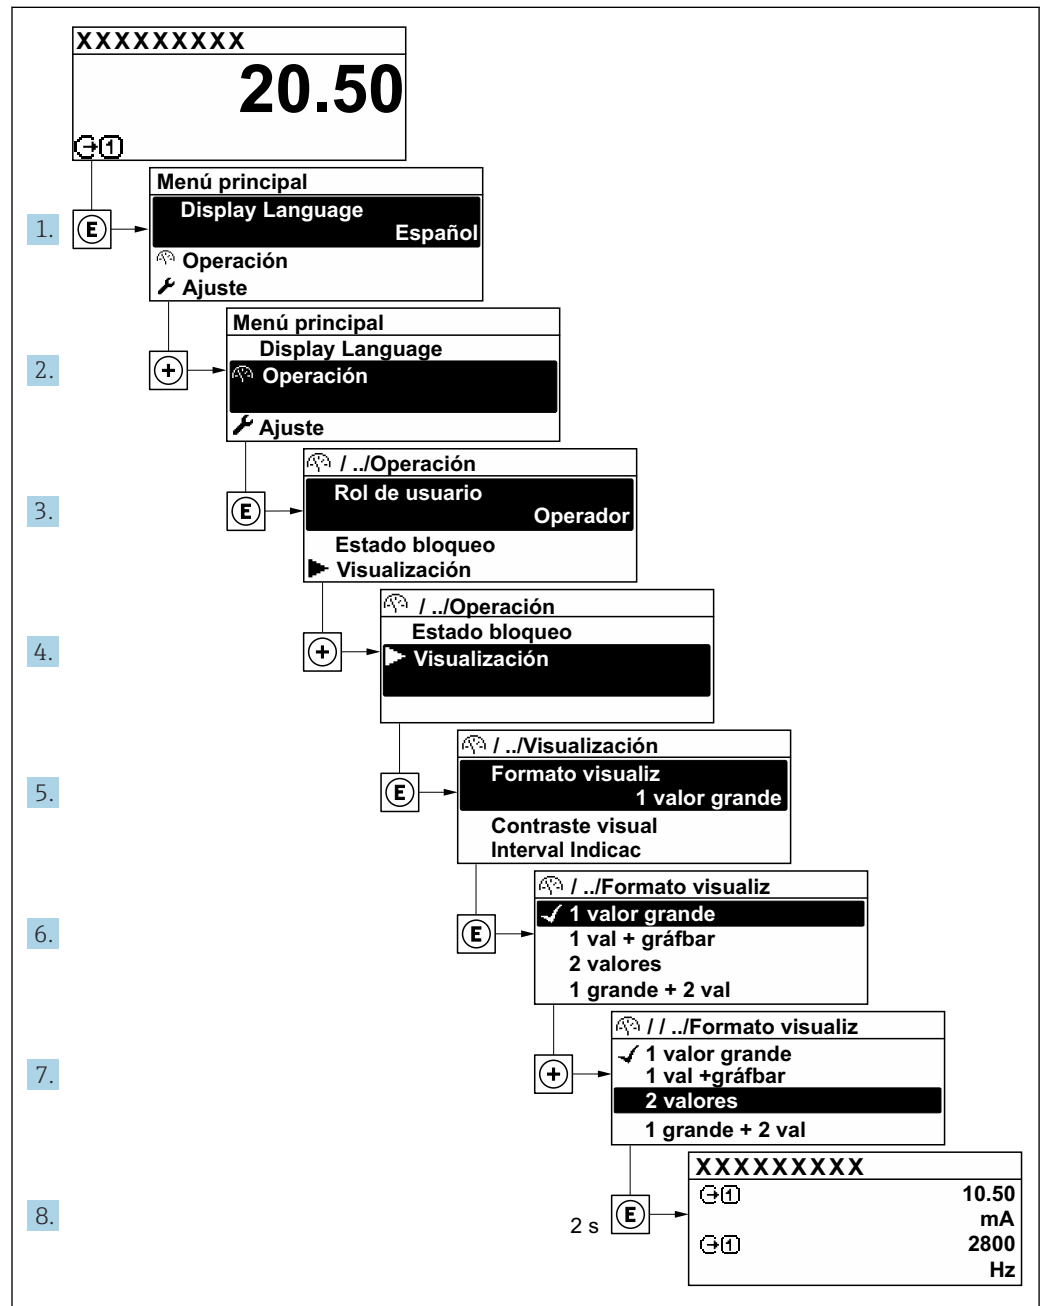 XXXXXXXXX
20.50
1
Menú principal
Display Language
Español
1.
E
Operación
Ajuste
Menú principal
Display Language
2.
+
Operación
Ajuste
/ ../Operación
Rol de usuario
3.
E
Operador
Estado bloqueo
Visualización
/ ../Operación
Estado bloqueo
4.
+
Visualización
/ ../Visualización
Formato visualiz
5.
E
1 valor grande
Contraste visual
Interval Indicac
/ ../Formato visualiz
1 valor grande
6.
E
1 val + gráfbar
2 valores
1 grande + 2 val
/ / ../Formato visualiz
1 valor grande
7.
+
1 val +gráfbar
2 valores
1 grande + 2 val
XXXXXXXXX
1
10.50
8.
2 s
E
mA
1
2800
Hz